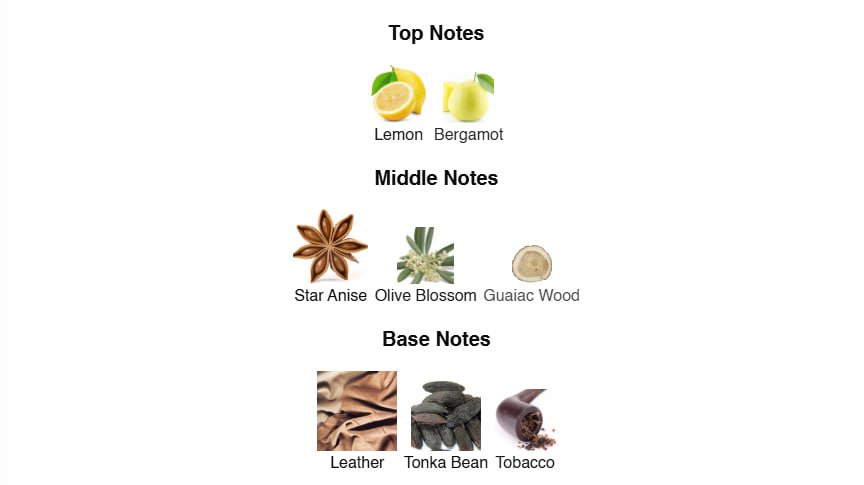 Top Notes
Lemon Bergamot
Middle Notes
Star Anise Olive Blossom Guaiac Wood
Base Notes
Leather Tonka Bean Tobacco